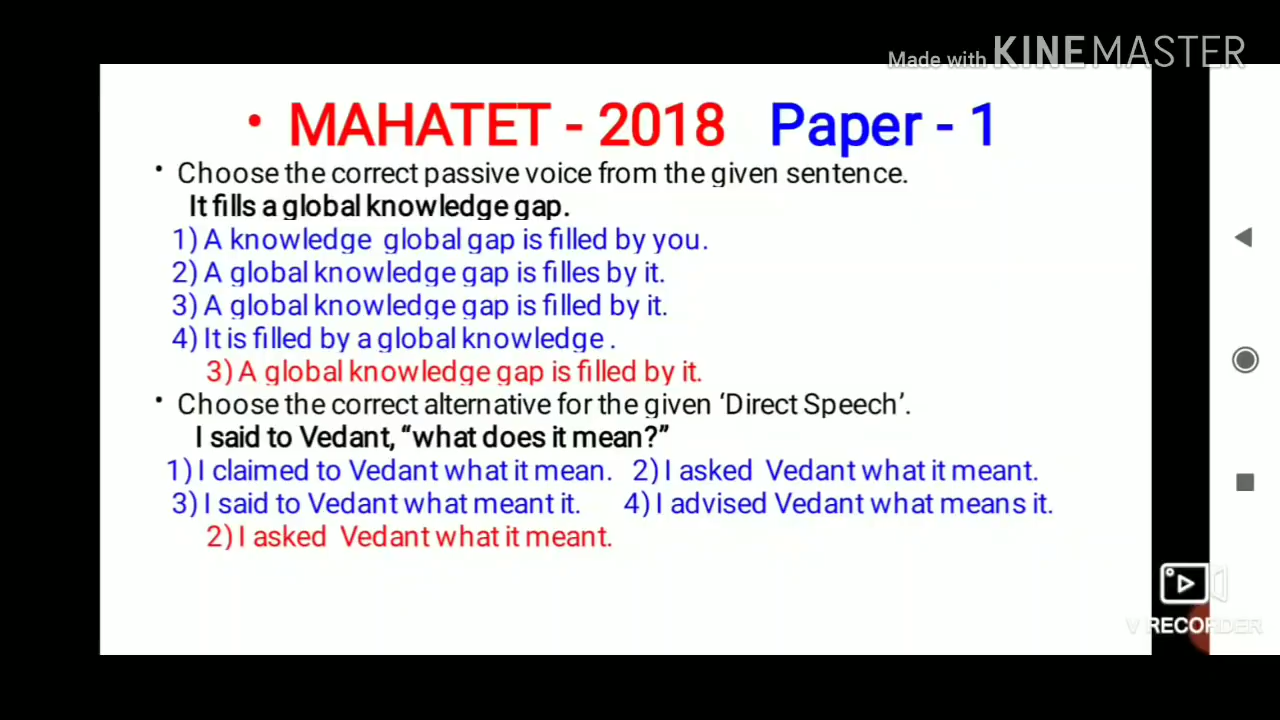 Made with KINEMASTER
• MAHATET - 2018 Paper - 1
• Choose the correct passive voice from the given sentence.
It fills a global knowledge gap.
1) A knowledge global gap is filled by you.
2) A global knowledge gap is filles by it.
3) A global knowledge gap is filled by it.
4) It is filled by a global knowledge .
3) A global knowledge gap is filled by it.
• Choose the correct alternative for the given ‘Direct Speech’.
I said to Vedant, “what does it mean?”
1) I claimed to Vedant what it mean. 2) I asked Vedant what it meant.
3) I said to Vedant what meant it. 4) I advised Vedant what means it.
2) I asked Vedant what it meant.
V RECORDER